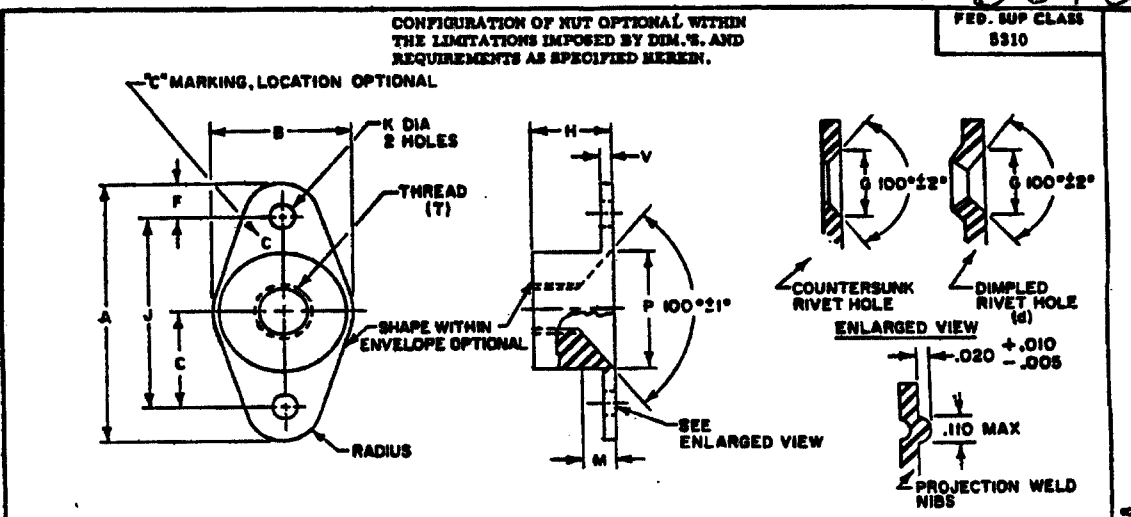 CONFIGURATION OF NUT OPTIONAL WITHIN
THE LIMITATIONS IMPOSED BY DIM.'S. AND
REQUIREMENTS AS SPECIFIED HEREIN.
FED. SUP CLASS
5310
"C" MARKING, LOCATION OPTIONAL
B
K DIA
2 HOLES
THREAD
(T)
F
A
J
C
C
SHAPE WITHIN
ENVELOPE OPTIONAL
RADIUS
H
V
P 100°±1°
M
SEE
ENLARGED VIEW
G 100°±2°
G 100°±2°
COUNTERSUNK
RIVET HOLE
DIMPLED
RIVET HOLE
(d)
ENLARGED VIEW
.020 +.010
-.005
.110 MAX
PROJECTION WELD
NIBS